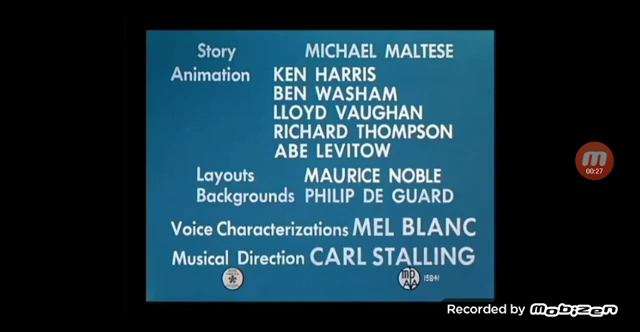 Story MICHAEL MALTESE
Animation KEN HARRIS
BEN WASHAM
LLOYD VAUGHAN
RICHARD THOMPSON
ABE LEVITOW
Layouts MAURICE NOBLE
Backgrounds PHILIP DE GUARD
Voice Characterizations MEL BLANC
Musical Direction CARL STALLING
00:27
Recorded by mobizen